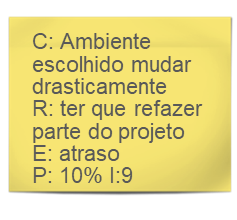 C: Ambiente
escolhido mudar
drasticamente
R: ter que refazer
parte do projeto
E: atraso
P: 10% I:9